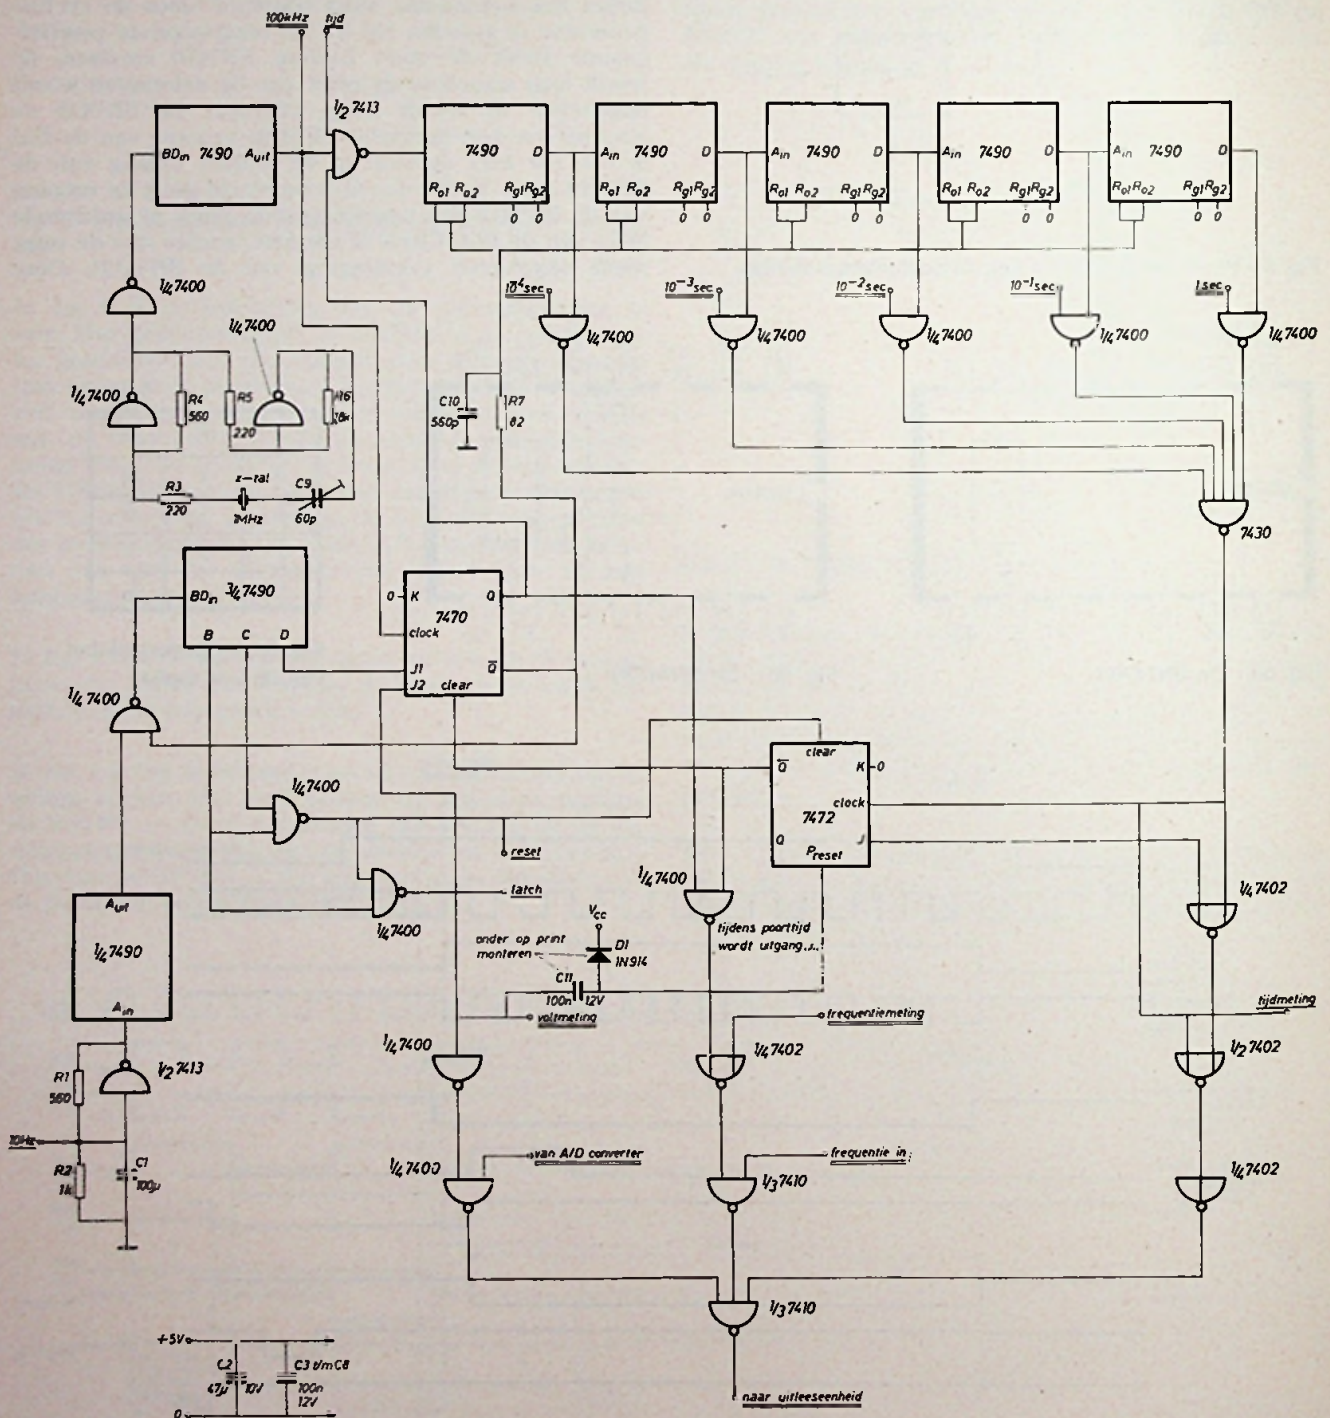 100kHz
tijd
1/2 7413
BDin 7490 Auit
7490 D
Ro1 Ro2 Rg1 Rg2
0 0
Ain 7490 D
Ro1 Ro2 Rg1 Rg2
0 0
Ain 7490 D
Ro1 Ro2 Rg1 Rg2
0 0
Ain 7490 D
Ro1 Ro2 Rg1 Rg2
0 0
Ain 7490 D
Ro1 Ro2 Rg1 Rg2
0 0
1/4 7400
10-4sec
10-3sec
10-2sec
10-1sec
1 sec
1/4 7400
1/4 7400
1/4 7400
1/4 7400
1/4 7400
1/4 7400
1/4 7400
R4
560
R5
220
R6
C10
560p
R7
82
R3
220
x-tal
1MHz
C9
60p
7430
3/4 7490
BDin
B C D
0 K Q
7470
clock
J1 Q
J2 clear
1/4 7400
1/4 7400
reset
latch
1/4 7400
clear
Q K 0
clock
7472
Q J
Preset
1/4 7400
1/4 7402
Auit
1/4 7490
Ain
Vcc
D1
1N914
onder op print
monteren
C11
100n 12V
tijdens poorttijd
wordt uitgang
voltmeting
frequentiemeting
tijdmeting
1/4 7400
1/4 7402
1/2 7402
R1
560
1/2 7413
10Hz
R2
1k
C1
100µ
van A/D converter
frequentie in
1/4 7400
1/3 7410
1/4 7402
1/3 7410
+5V
C2
47µ 10V
C3 t/m C8
100n
12V
0
naar uitleeseenheid